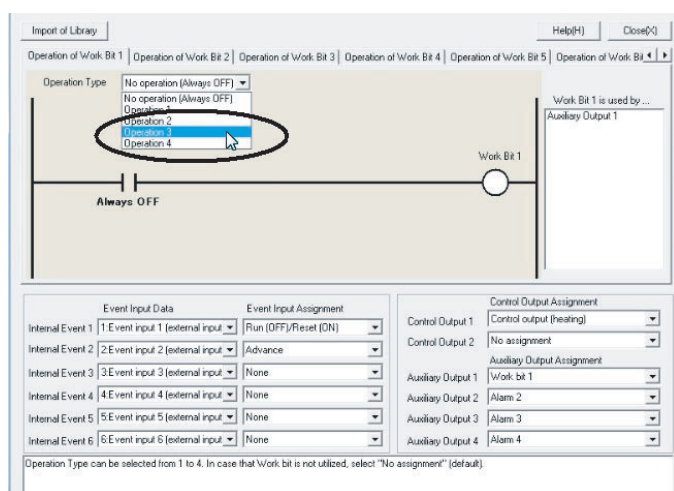 Import of Library
Help(H)
Close(X)
Operation of Work Bit 1
Operation of Work Bit 2
Operation of Work Bit 3
Operation of Work Bit 4
Operation of Work Bit 5
Operation of Work Bit
Operation Type
No operation (Always OFF)
No operation (Always OFF)
Operation 1
Operation 2
Operation 3
Operation 4
Work Bit 1 is used by ...
Auxiliary Output 1
Work Bit 1
Always OFF
Event Input Data
Event Input Assignment
Internal Event 1
1:Event input 1 (external input
Run (OFF)/Reset (ON)
Internal Event 2
2:Event input 2 (external input
Advance
Internal Event 3
3:Event input 3 (external input
None
Internal Event 4
4:Event input 4 (external input
None
Internal Event 5
5:Event input 5 (external input
None
Internal Event 6
6:Event input 6 (external input
None
Control Output Assignment
Control Output 1
Control output (heating)
Control Output 2
No assignment
Auxiliary Output Assignment
Auxiliary Output 1
Work bit 1
Auxiliary Output 2
Alarm 2
Auxiliary Output 3
Alarm 3
Auxiliary Output 4
Alarm 4
Operation Type can be selected from 1 to 4. In case that Work bit is not utilized, select "No assignment" (default).